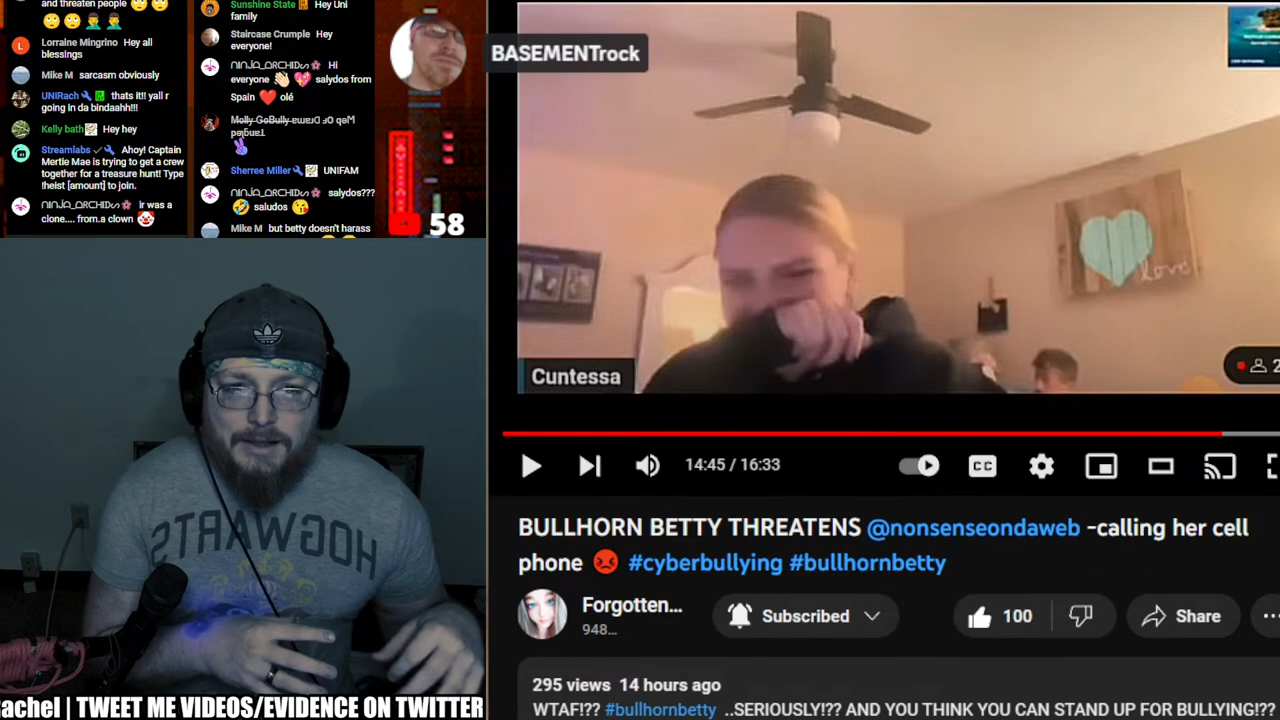 and threaten people
Lorraine Mingrino Hey all
blessings
Mike M sarcasm obviously
UNIRach thats it!! yall r
going in da bindaahh!!!
Kelly bath Hey hey
Streamlabs Ahoy! Captain
Mertie Mae is trying to get a crew
together for a treasure hunt! Type
!heist [amount] to join.
ir was a
clone.... from.a clown
Sunshine State Hey Uni
family
Staircase Crumple Hey
everyone!
Hi
everyone salydos from
Spain olé
Sherree Miller UNIFAM
salydos???
saludos
Mike M but betty doesn't harass
58
BASEMENTrock
love
Cuntessa
2
14:45 / 16:33
CC
BULLHORN BETTY THREATENS @nonsenseondaweb -calling her cell
phone #cyberbullying #bullhornbetty
Forgotten...
948...
Subscribed
100
Share
295 views 14 hours ago
WTAF!?? #bullhornbetty ..SERIOUSLY!?? AND YOU THINK YOU CAN STAND UP FOR BULLYING!??
HOGWARTS
achel | TWEET ME VIDEOS/EVIDENCE ON TWITTER